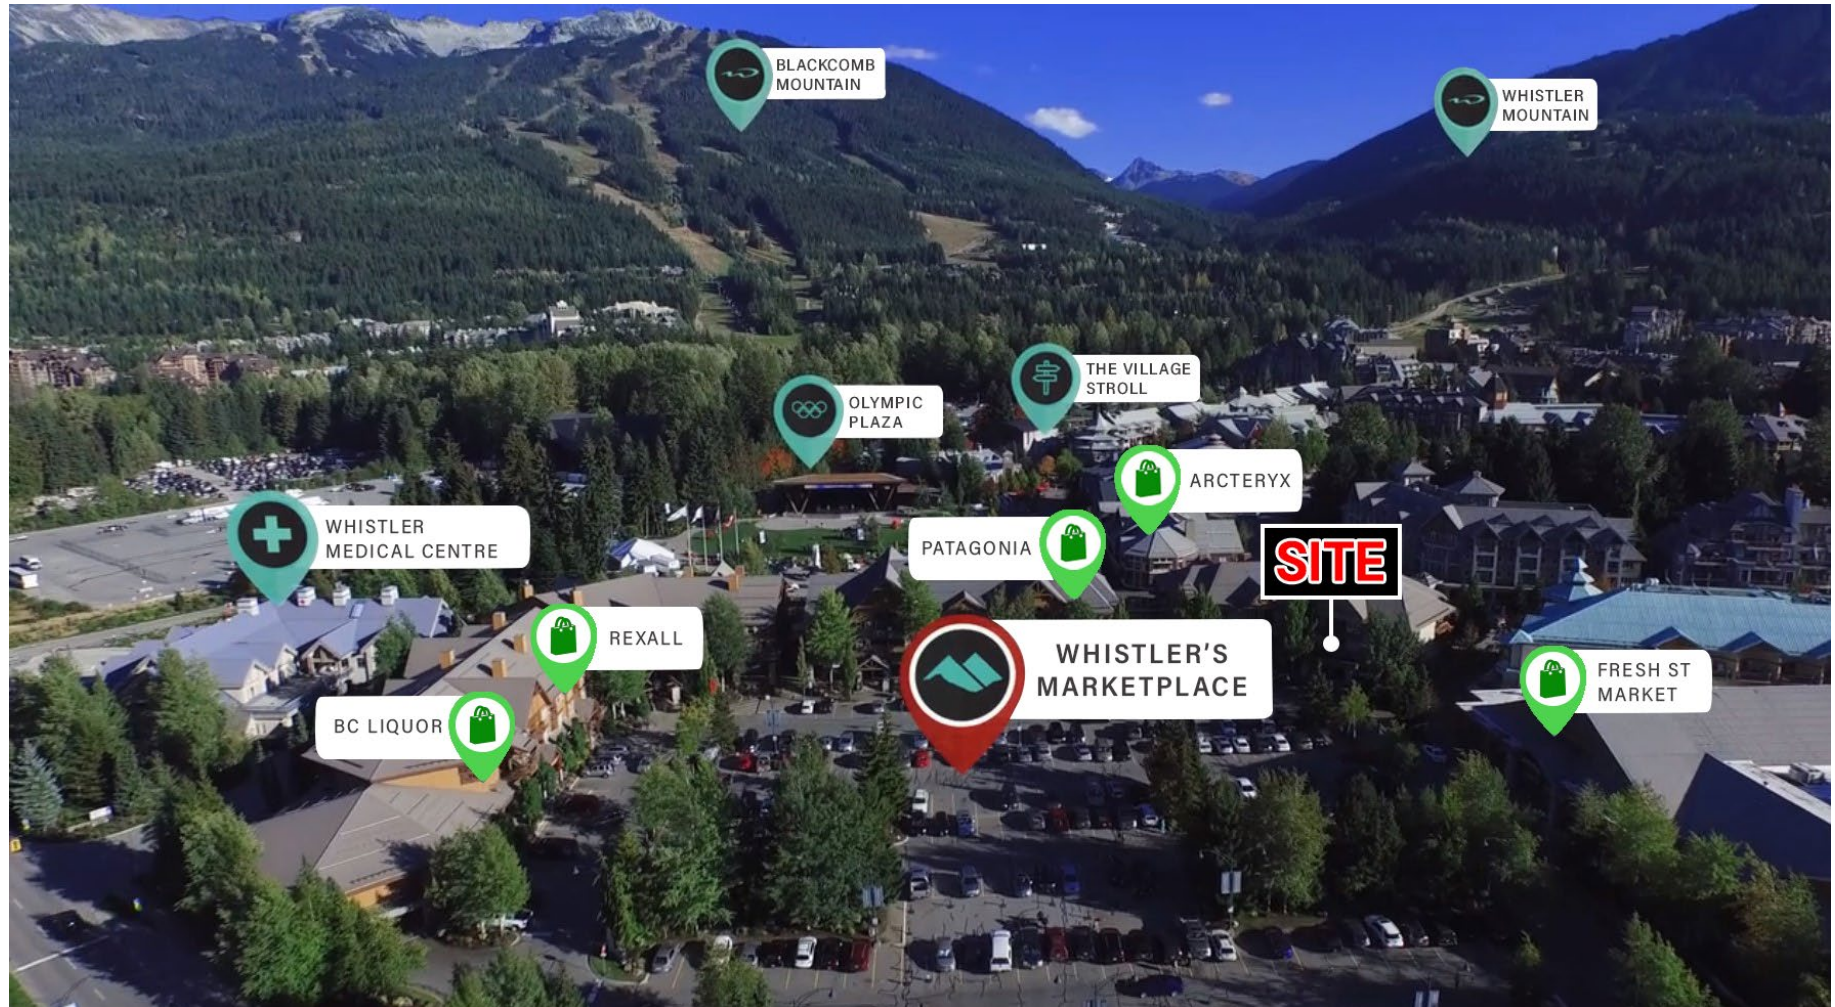 BLACKCOMB
MOUNTAIN
WHISTLER
MOUNTAIN
THE VILLAGE
STROLL
OLYMPIC
PLAZA
ARCTERYX
WHISTLER
MEDICAL CENTRE
PATAGONIA
SITE
REXALL
WHISTLER'S
MARKETPLACE
FRESH ST
MARKET
BC LIQUOR